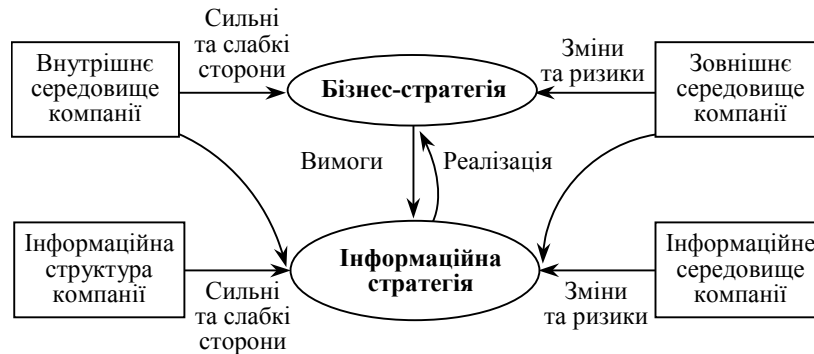 Сильні
та слабкі
сторони
Зміни
та ризики
Внутрішнє
середовище
компанії
Бізнес-стратегія
Зовнішнє
середовище
компанії
Вимоги
Реалізація
Інформаційна
структура
компанії
Інформаційна
стратегія
Інформаційне
середовище
компанії
Сильні
та слабкі
сторони
Зміни
та ризики